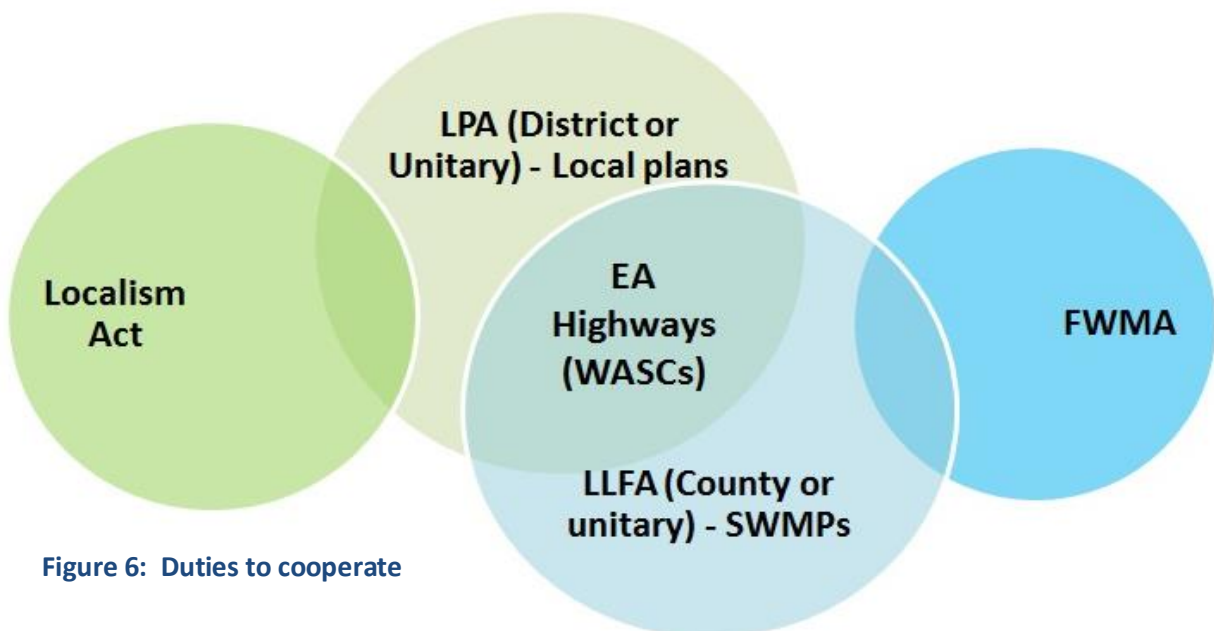 LPA (District or
Unitary) - Local plans
Localism
Act
EA
Highways
(WASCs)
FWMA
LLFA (County or
unitary) - SWMPs
Figure 6: Duties to cooperate